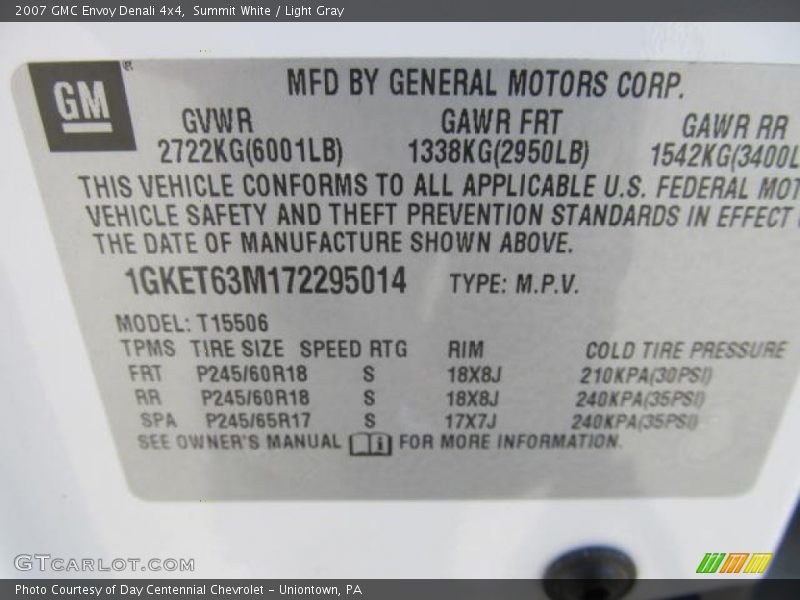 2007 GMC Envoy Denali 4x4, Summit White / Light Gray
GM ®
MFD BY GENERAL MOTORS CORP.
GVWR GAWR FRT GAWR RR
2722KG(6001LB) 1338KG(2950LB) 1542KG(3400L
THIS VEHICLE CONFORMS TO ALL APPLICABLE U.S. FEDERAL MOT
VEHICLE SAFETY AND THEFT PREVENTION STANDARDS IN EFFECT
THE DATE OF MANUFACTURE SHOWN ABOVE.
1GKET63M172295014 TYPE: M.P.V.
MODEL: T15506
TPMS TIRE SIZE SPEED RTG RIM COLD TIRE PRESSURE
FRT P245/60R18 S 18X8J 210KPA(30PSI)
RR P245/60R18 S 18X8J 240KPA(35PSI)
SPA P245/65R17 S 17X7J 240KPA(35PSI)
SEE OWNER'S MANUAL i FOR MORE INFORMATION.
GTCARLOT.COM
Photo Courtesy of Day Centennial Chevrolet - Uniontown, PA